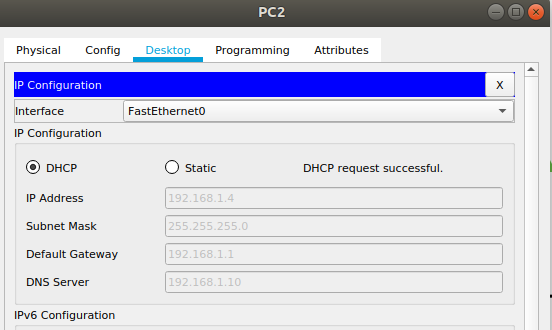 PC2
Physical Config Desktop Programming Attributes
IP Configuration X
Interface FastEthernet0
IP Configuration
DHCP Static DHCP request successful.
IP Address 192.168.1.4
Subnet Mask 255.255.255.0
Default Gateway 192.168.1.1
DNS Server 192.168.1.10
IPv6 Configuration